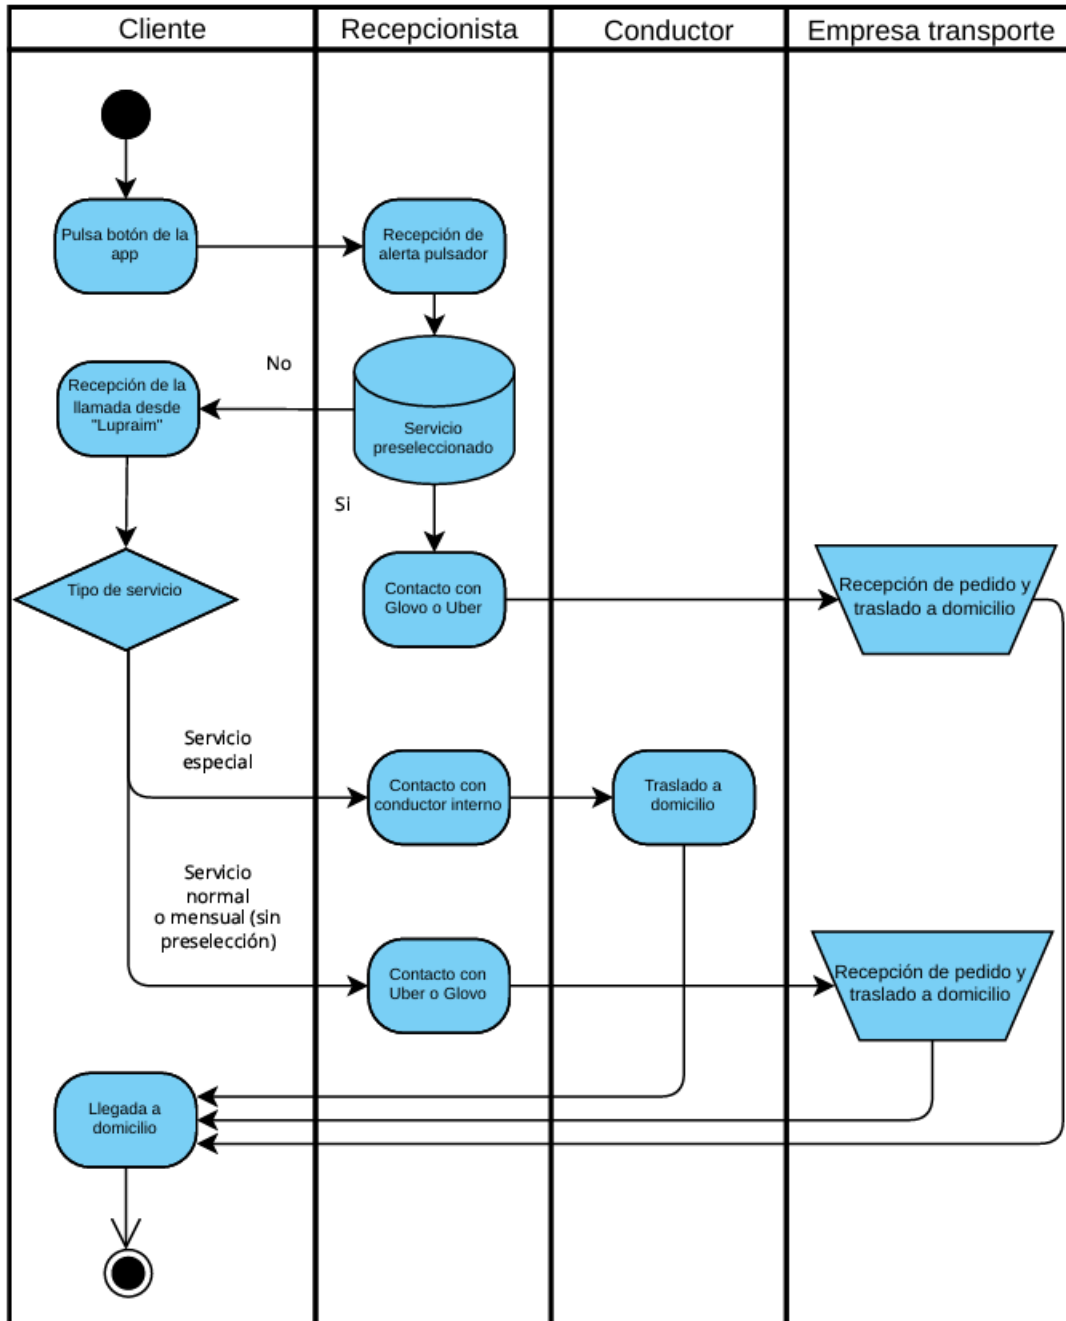 Cliente
Recepcionista
Conductor
Empresa transporte
Pulsa botón de la
app
Recepción de
alerta pulsador
No
Recepción de la
llamada desde
"Lupraim"
Servicio
preseleccionado
Si
Tipo de servicio
Contacto con
Glovo o Uber
Recepción de pedido y
traslado a domicilio
Servicio
especial
Contacto con
conductor interno
Traslado a
domicilio
Servicio
normal
o mensual (sin
preselección)
Contacto con
Uber o Glovo
Recepción de pedido y
traslado a domicilio
Llegada a
domicilio